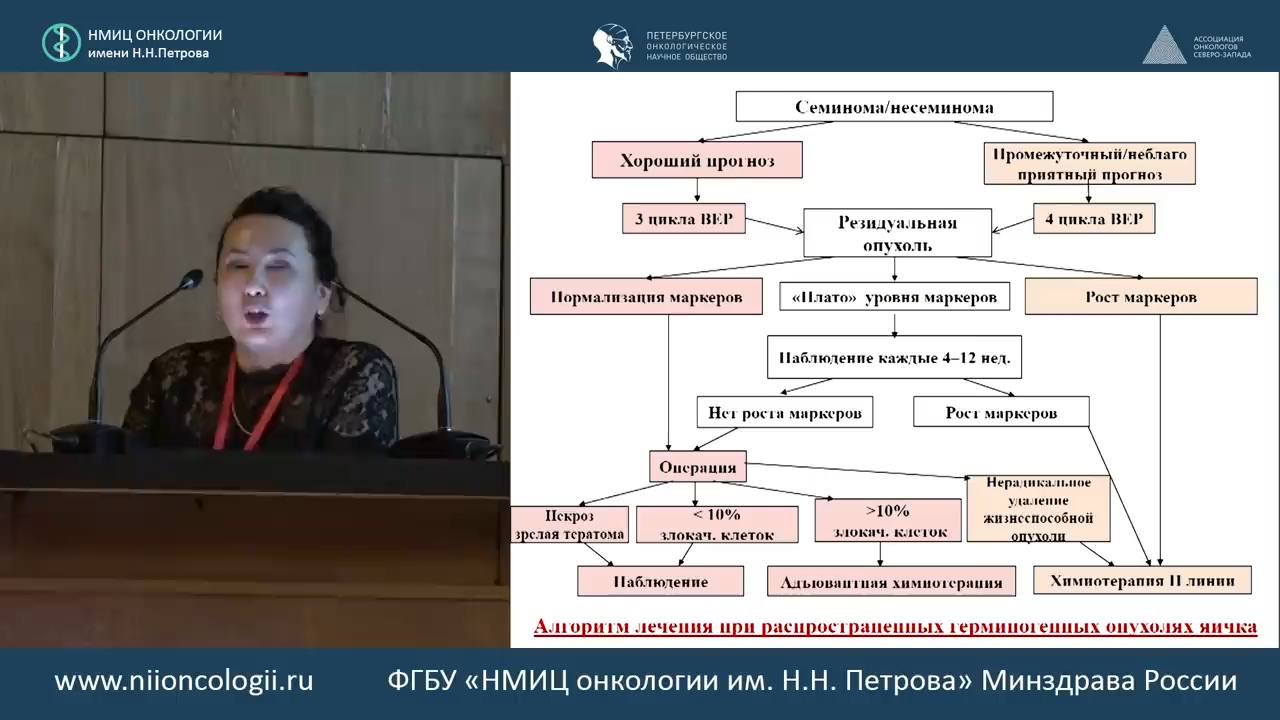 НМИЦ ОНКОЛОГИИ
имени Н.Н.Петрова
ПЕТЕРБУРГСКОЕ
ОНКОЛОГИЧЕСКОЕ
НАУЧНОЕ ОБЩЕСТВО
АССОЦИАЦИЯ
ОНКОЛОГОВ
СЕВЕРО-ЗАПАДА
Семинома/несеминома
Хороший прогноз
Промежуточный/неблаго
приятный прогноз
3 цикла ВЕР
Резидуальная
опухоль
4 цикла ВЕР
Нормализация маркеров
«Плато» уровня маркеров
Рост маркеров
Наблюдение каждые 4–12 нед.
Нет роста маркеров
Рост маркеров
Операция
Нерадикальное
удаление
жизнеспособной
опухоли
Некроз
зрелая тератома
< 10%
злокач. клеток
>10%
злокач. клеток
Наблюдение
Адъювантная химиотерапия
Химиотерапия II линии
Алгоритм лечения при распространенных герминогенных опухолях яичка
www.niioncologii.ru
ФГБУ «НМИЦ онкологии им. Н.Н. Петрова» Минздрава России